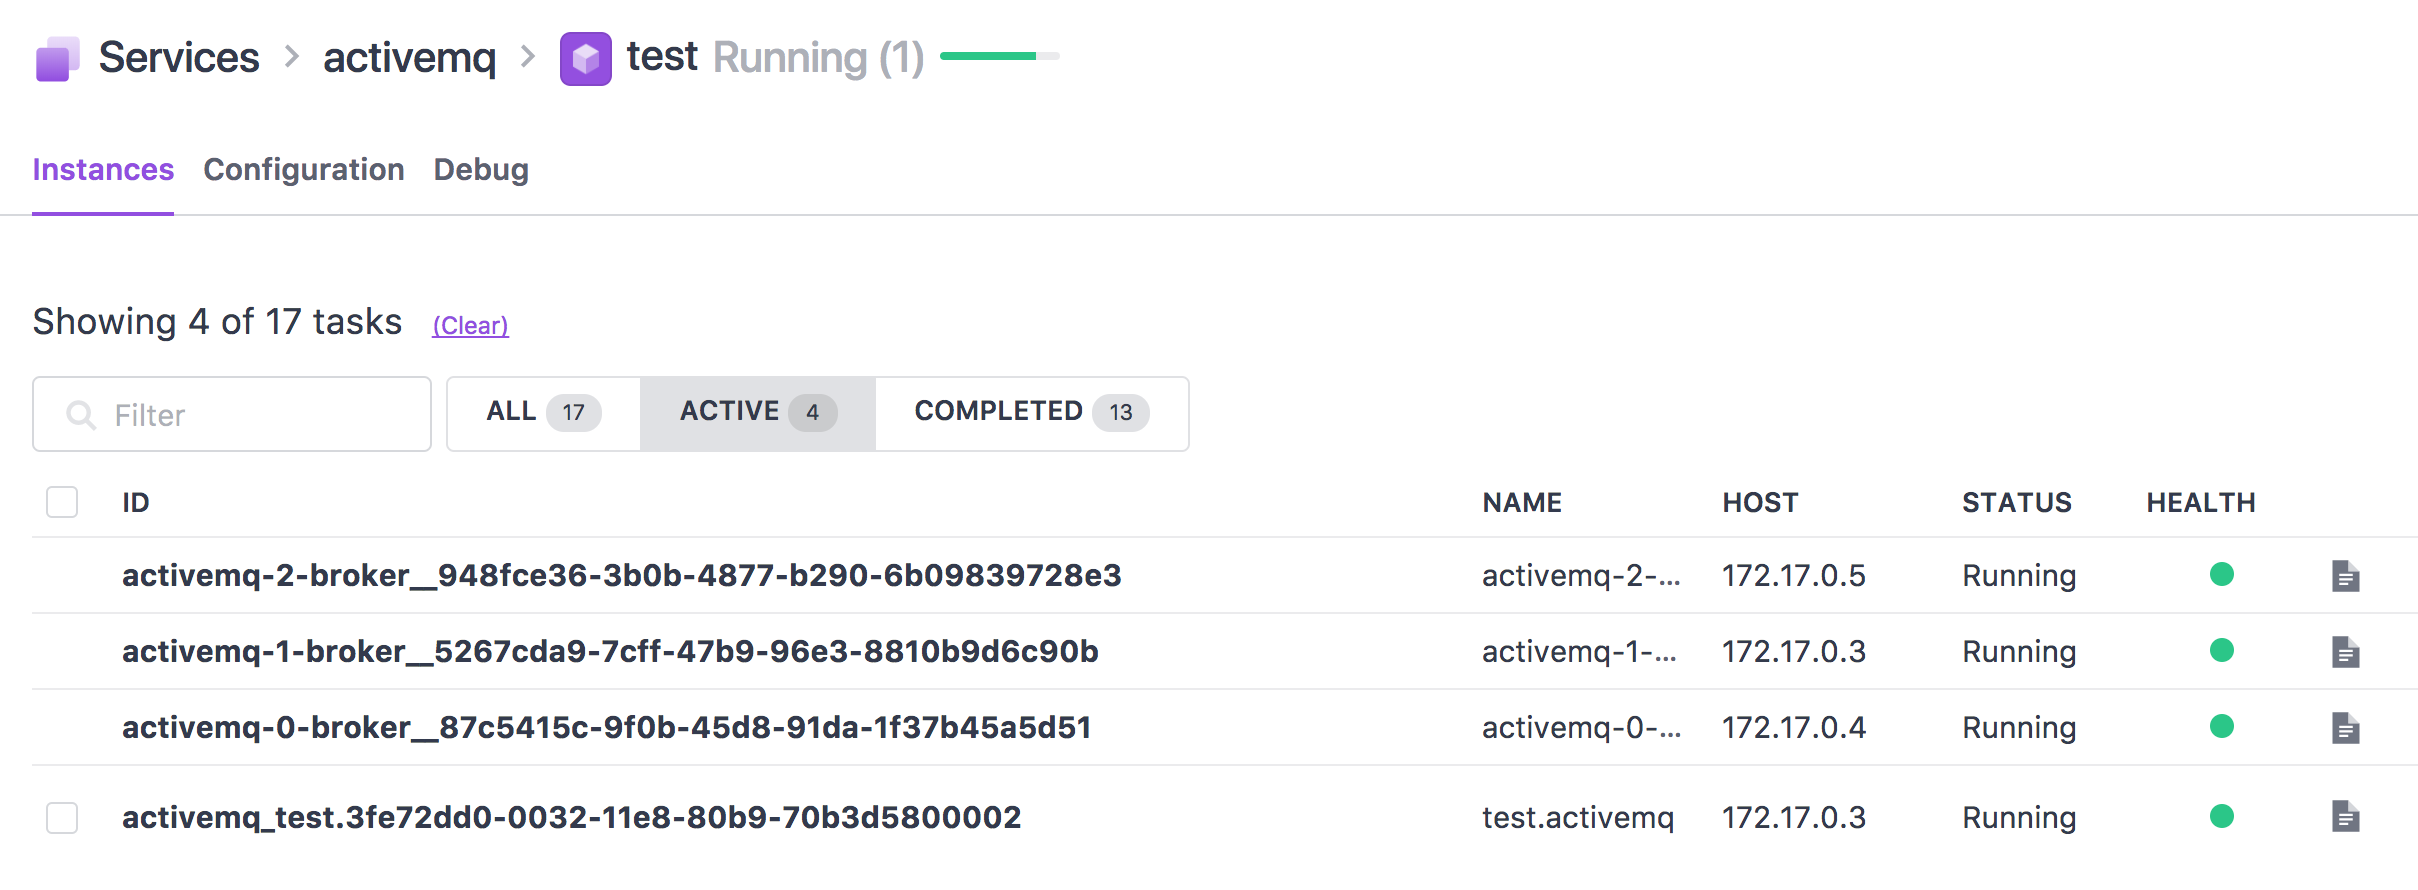 Services > activemq > test Running (1)
Instances Configuration Debug
Showing 4 of 17 tasks (Clear)
Filter ALL 17 ACTIVE 4 COMPLETED 13
ID NAME HOST STATUS HEALTH
activemq-2-broker__948fce36-3b0b-4877-b290-6b09839728e3 activemq-2-... 172.17.0.5 Running
activemq-1-broker__5267cda9-7cff-47b9-96e3-8810b9d6c90b activemq-1-... 172.17.0.3 Running
activemq-0-broker__87c5415c-9f0b-45d8-91da-1f37b45a5d51 activemq-0-... 172.17.0.4 Running
activemq_test.3fe72dd0-0032-11e8-80b9-70b3d5800002 test.activemq 172.17.0.3 Running